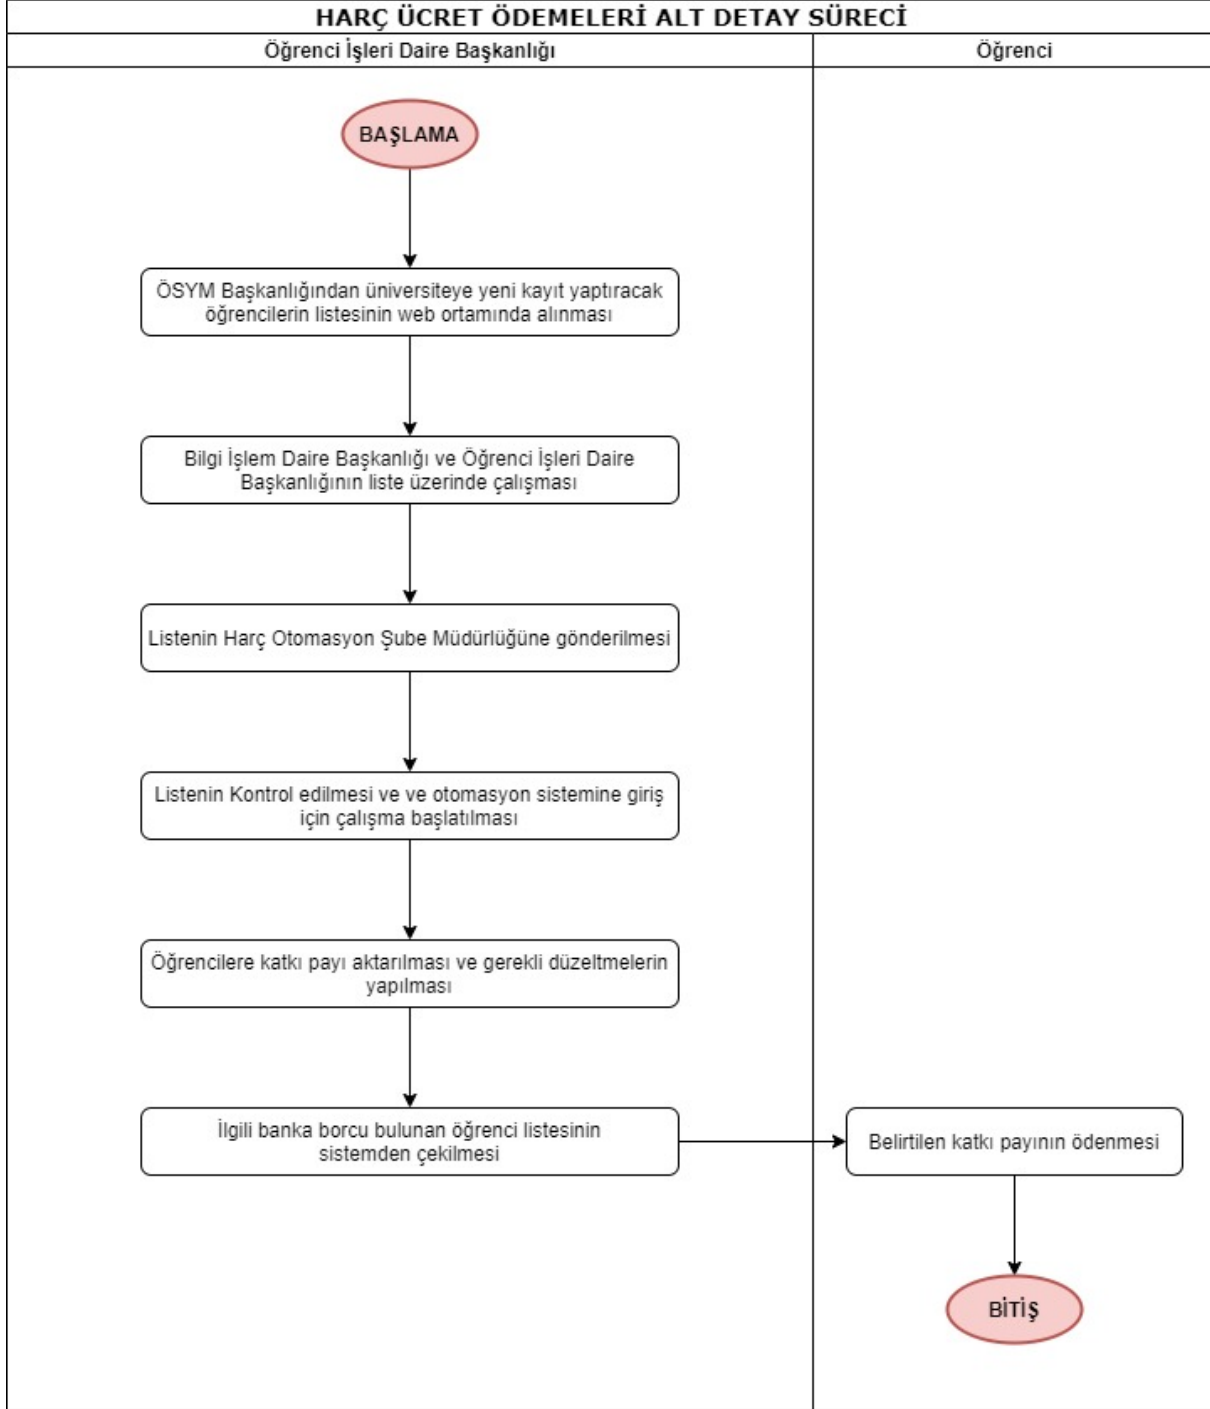 HARÇ ÜCRET ÖDEMELERİ ALT DETAY SÜRECİ
Öğrenci İşleri Daire Başkanlığı
Öğrenci
BAŞLAMA
ÖSYM Başkanlığından üniversiteye yeni kayıt yaptıracak
öğrencilerin listesinin web ortamında alınması
Bilgi İşlem Daire Başkanlığı ve Öğrenci İşleri Daire
Başkanlığının liste üzerinde çalışması
Listenin Harç Otomasyon Şube Müdürlüğüne gönderilmesi
Listenin Kontrol edilmesi ve ve otomasyon sistemine giriş
için çalışma başlatılması
Öğrencilere katkı payı aktarılması ve gerekli düzeltmelerin
yapılması
İlgili banka borcu bulunan öğrenci listesinin
sistemden çekilmesi
Belirtilen katkı payının ödenmesi
BİTİŞ